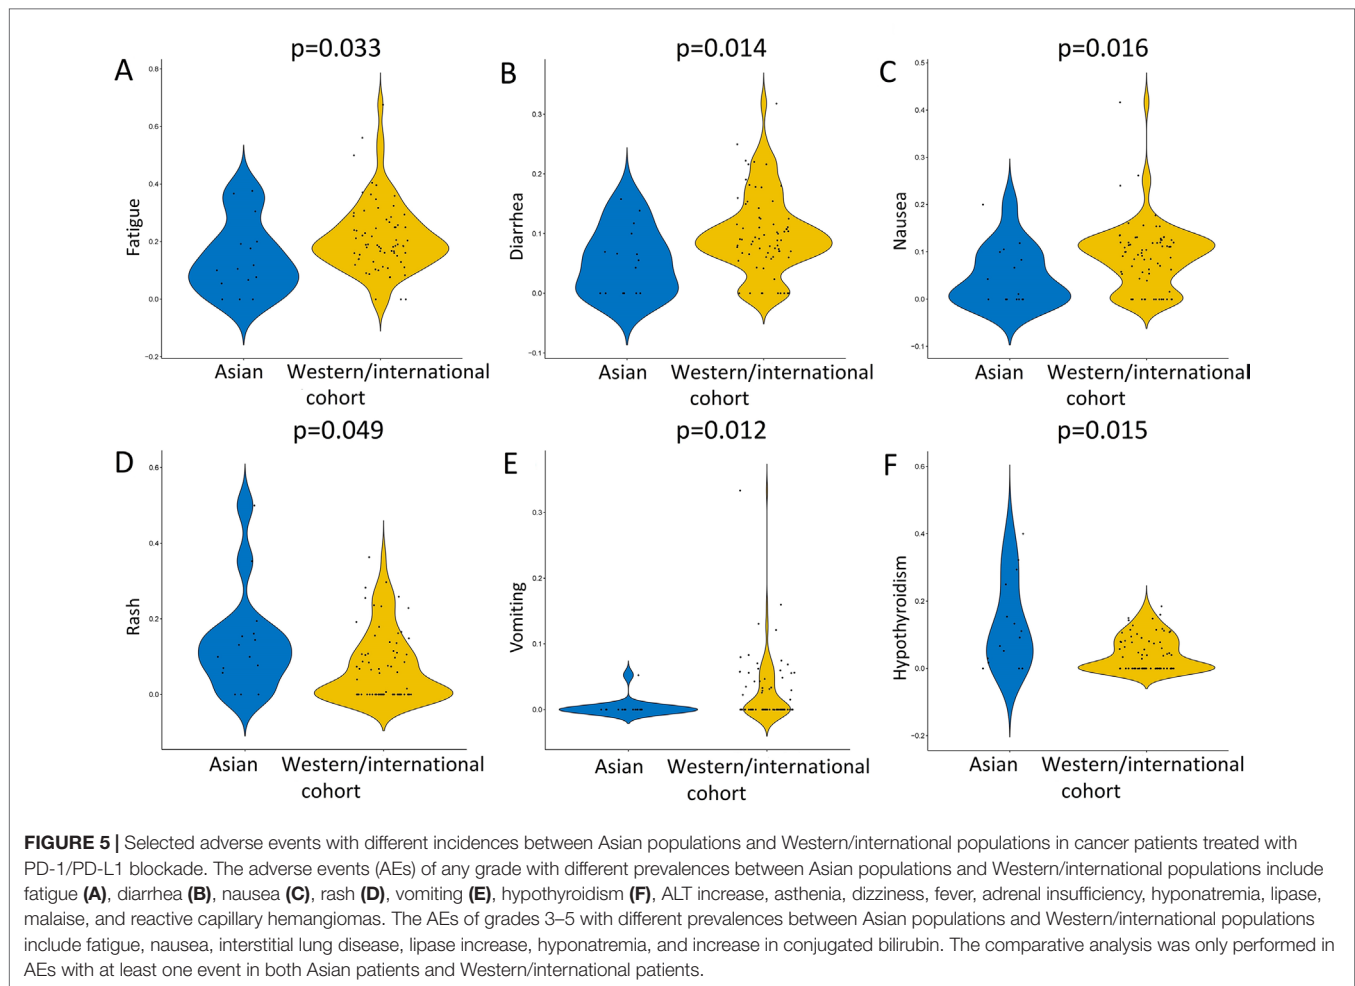 p=0.033
p=0.014
p=0.016
A
B
C
0.8
0.6
0.4
0.2
0.0
−0.2
Fatigue
0.3
0.2
0.1
0.0
−0.1
Diarrhea
0.5
0.4
0.3
0.2
0.1
0.0
−0.1
Nausea
Asian Western/international
cohort
Asian Western/international
cohort
Asian Western/international
cohort
p=0.049
p=0.012
p=0.015
D
E
F
0.6
0.4
0.2
0.0
Rash
0.3
0.2
0.1
0.0
Vomiting
0.6
0.4
0.2
0.0
−0.2
Hypothyroidism
Asian Western/international
cohort
Asian Western/international
cohort
Asian Western/international
cohort
FIGURE 5 | Selected adverse events with different incidences between Asian populations and Western/international populations in cancer patients treated with
PD-1/PD-L1 blockade. The adverse events (AEs) of any grade with different prevalences between Asian populations and Western/international populations include
fatigue (A), diarrhea (B), nausea (C), rash (D), vomiting (E), hypothyroidism (F), ALT increase, asthenia, dizziness, fever, adrenal insufficiency, hyponatremia, lipase,
malaise, and reactive capillary hemangiomas. The AEs of grades 3–5 with different prevalences between Asian populations and Western/international populations
include fatigue, nausea, interstitial lung disease, lipase increase, hyponatremia, and increase in conjugated bilirubin. The comparative analysis was only performed in
AEs with at least one event in both Asian patients and Western/international patients.